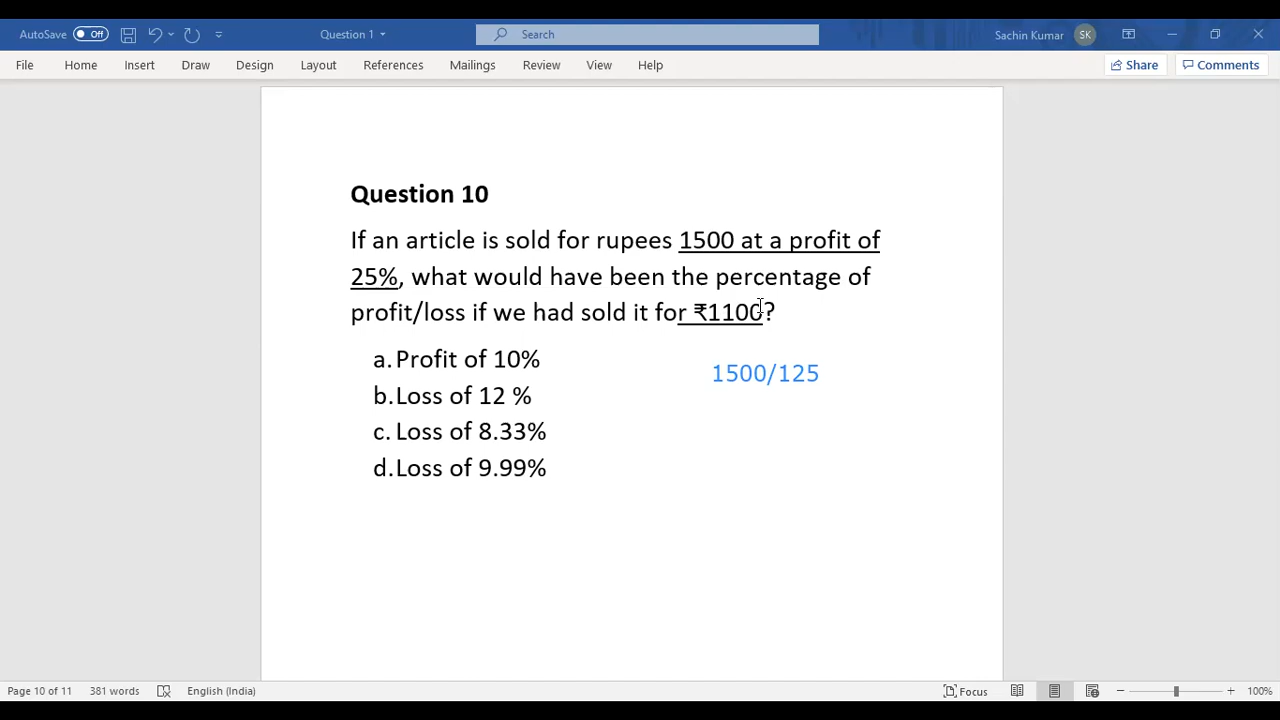 AutoSave Off Question 1 Search Sachin Kumar SK
File Home Insert Draw Design Layout References Mailings Review View Help Share Comments
Question 10
If an article is sold for rupees 1500 at a profit of
25%, what would have been the percentage of
profit/loss if we had sold it for ₹1100?
a. Profit of 10%
b. Loss of 12 %
c. Loss of 8.33%
d. Loss of 9.99%
1500/125
Page 10 of 11 381 words English (India) Focus 100%